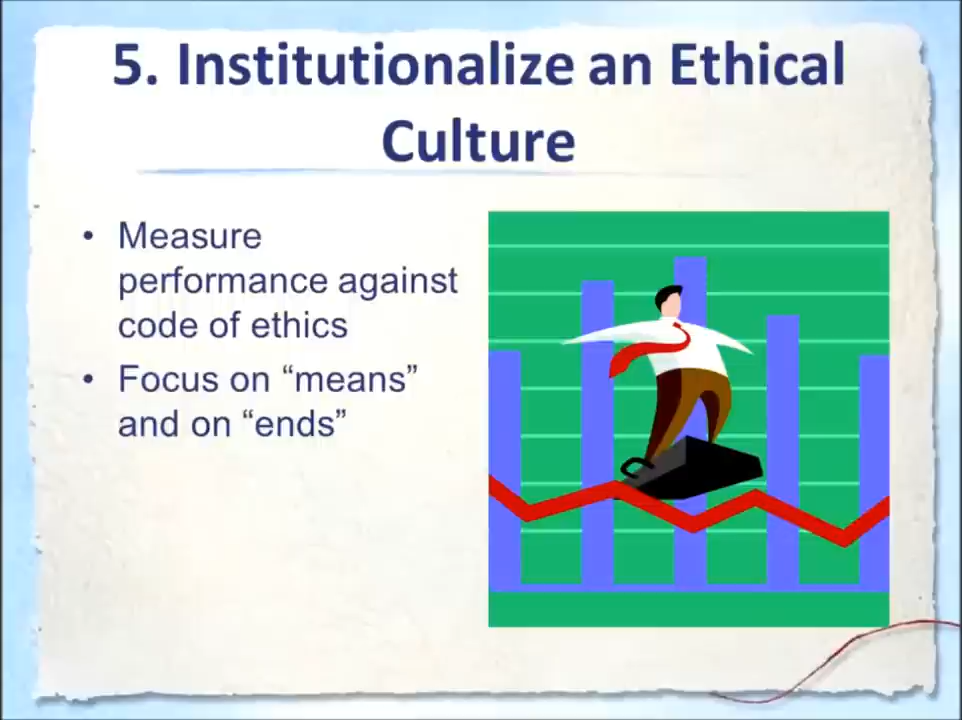 5. Institutionalize an Ethical
Culture
• Measure
performance against
code of ethics
• Focus on “means”
and on “ends”